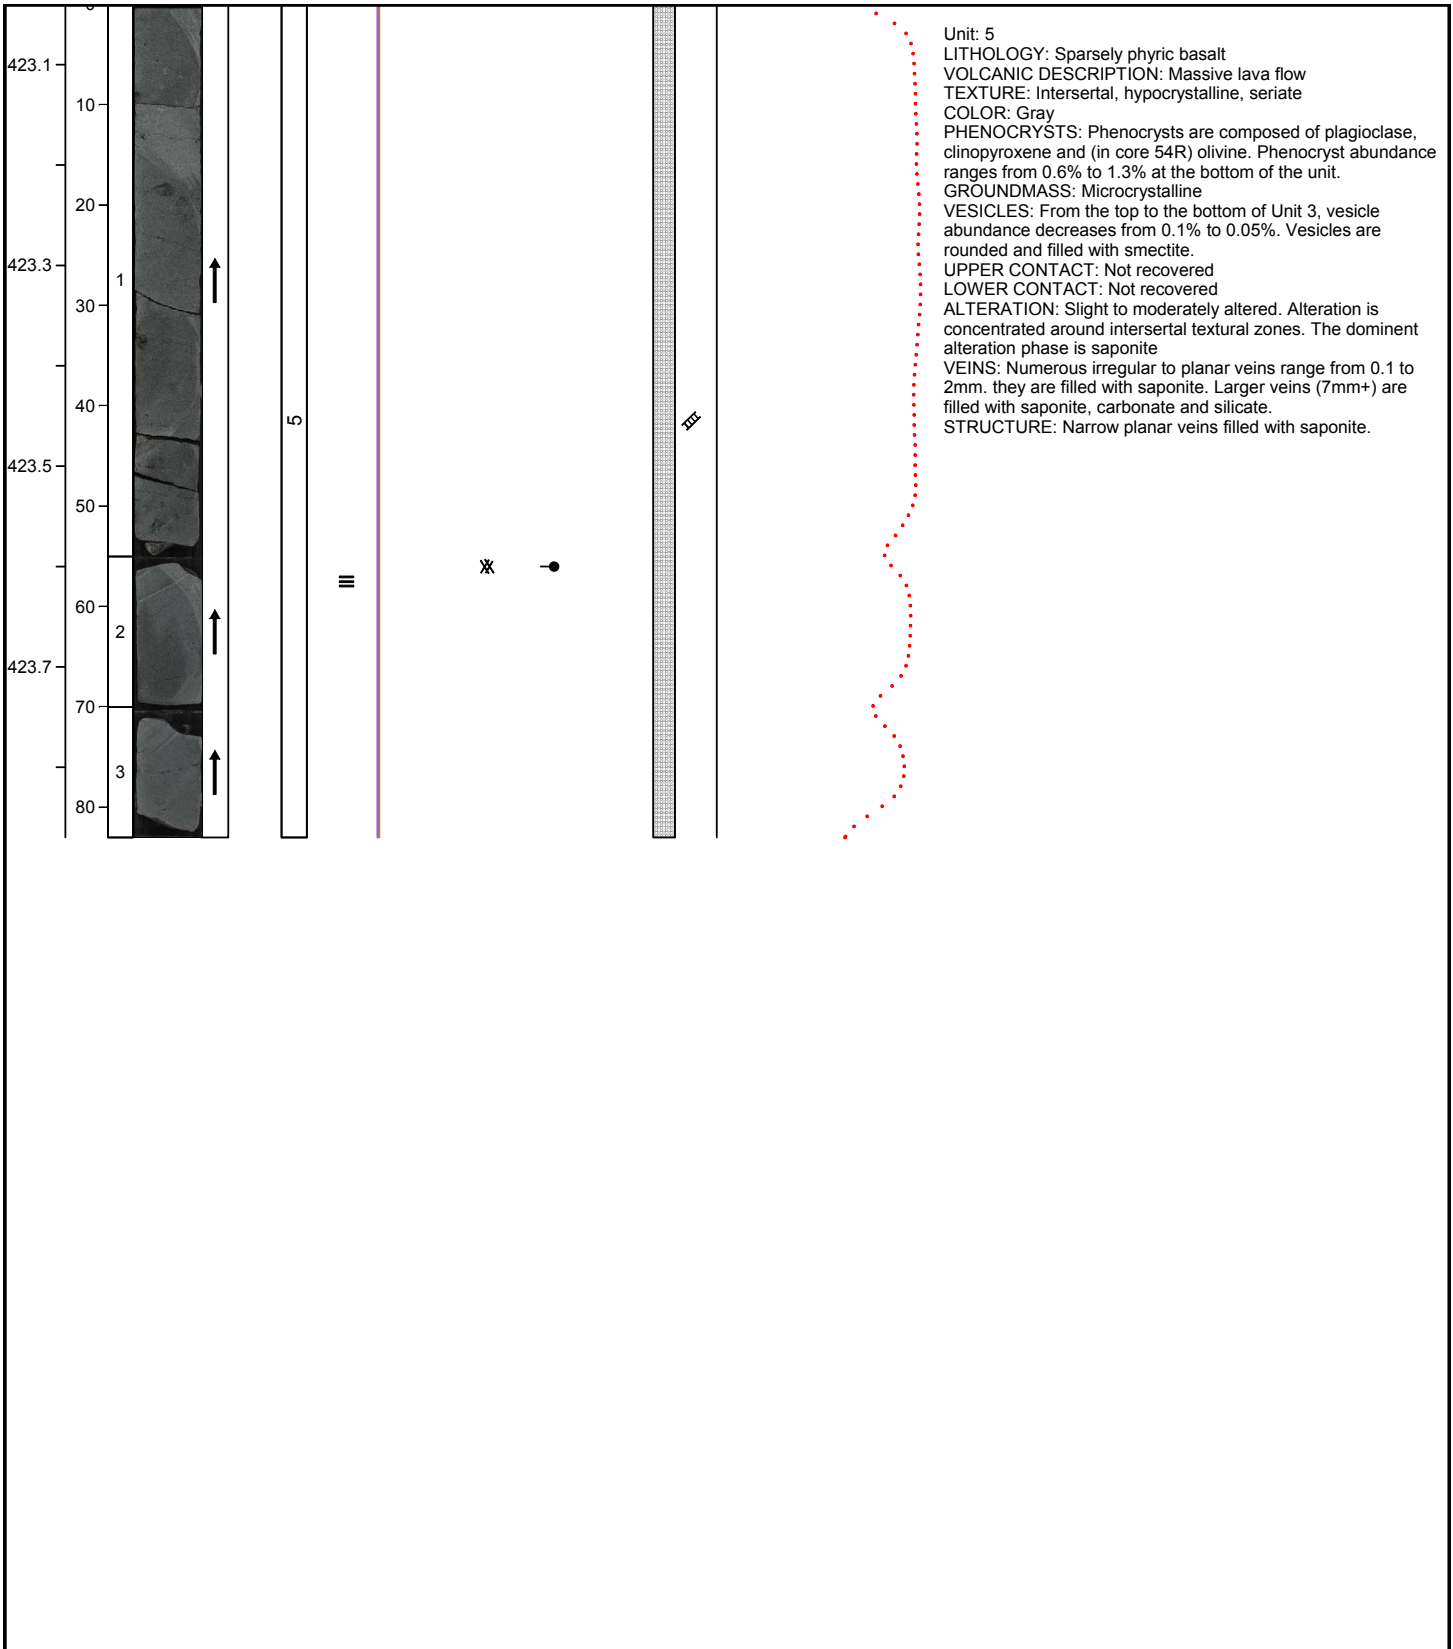 0
423.1
10
20
423.3
30
40
423.5
50
60
423.7
70
80
1
2
3
5
Unit: 5
LITHOLOGY: Sparsely phyric basalt
VOLCANIC DESCRIPTION: Massive lava flow
TEXTURE: Intersertal, hypocrystalline, seriate
COLOR: Gray
PHENOCRYSTS: Phenocrysts are composed of plagioclase,
clinopyroxene and (in core 54R) olivine. Phenocryst abundance
ranges from 0.6% to 1.3% at the bottom of the unit.
GROUNDMASS: Microcrystalline
VESICLES: From the top to the bottom of Unit 3, vesicle
abundance decreases from 0.1% to 0.05%. Vesicles are
rounded and filled with smectite.
UPPER CONTACT: Not recovered
LOWER CONTACT: Not recovered
ALTERATION: Slight to moderately altered. Alteration is
concentrated around intersertal textural zones. The dominent
alteration phase is saponite
VEINS: Numerous irregular to planar veins range from 0.1 to
2mm. they are filled with saponite. Larger veins (7mm+) are
filled with saponite, carbonate and silicate.
STRUCTURE: Narrow planar veins filled with saponite.